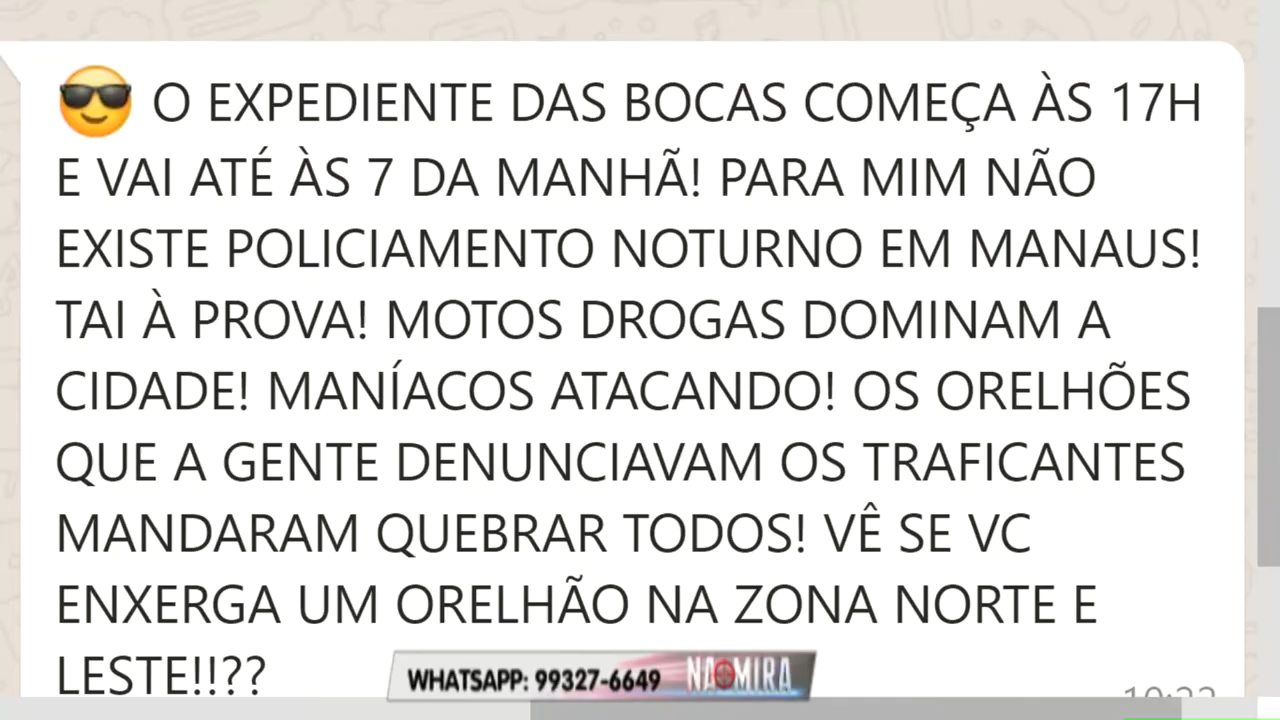 😎 O EXPEDIENTE DAS BOCAS COMEÇA ÀS 17H
E VAI ATÉ ÀS 7 DA MANHÃ! PARA MIM NÃO
EXISTE POLICIAMENTO NOTURNO EM MANAUS!
TAI À PROVA! MOTOS DROGAS DOMINAM A
CIDADE! MANÍACOS ATACANDO! OS ORELHÕES
QUE A GENTE DENUNCIAVAM OS TRAFICANTES
MANDARAM QUEBRAR TODOS! VÊ SE VC
ENXERGA UM ORELHÃO NA ZONA NORTE E
LESTE!!??
WHATSAPP: 99327-6649 NA MIRA